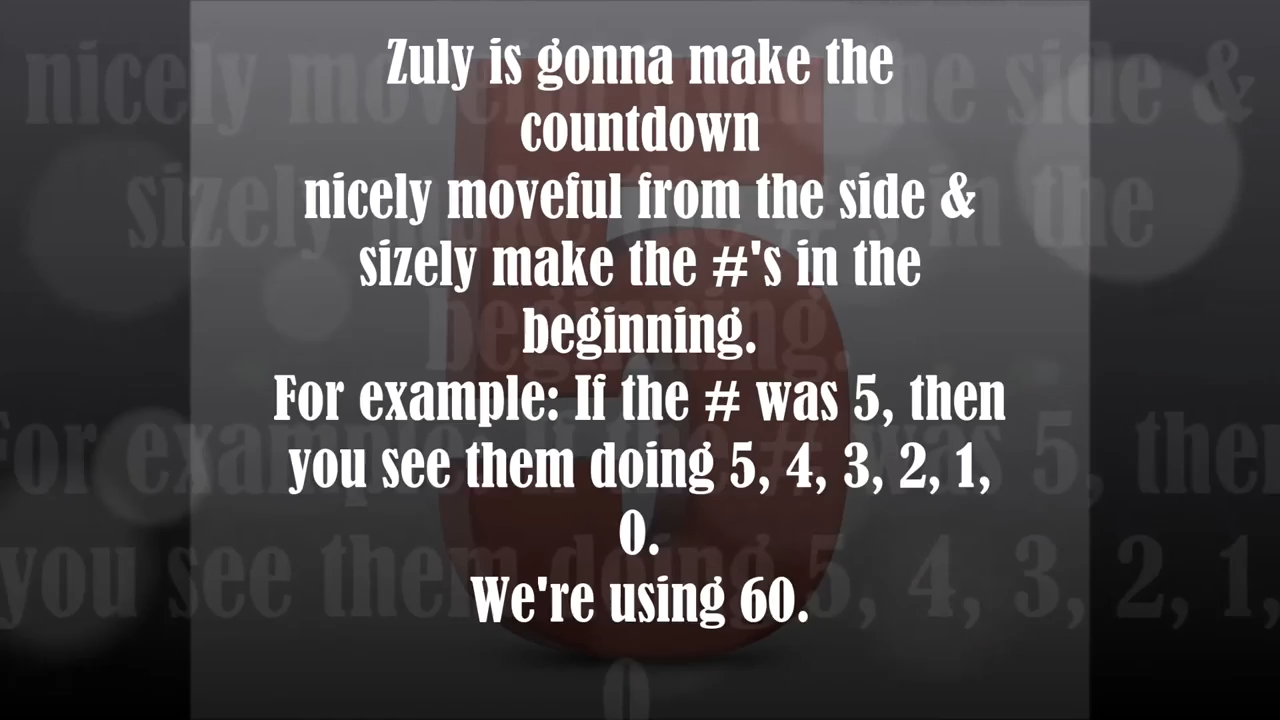 Zuly is gonna make the
countdown
nicely moveful from the side &
sizely make the #'s in the
beginning.
For example: If the # was 5, then
you see them doing 5, 4, 3, 2, 1,
0.
We're using 60.